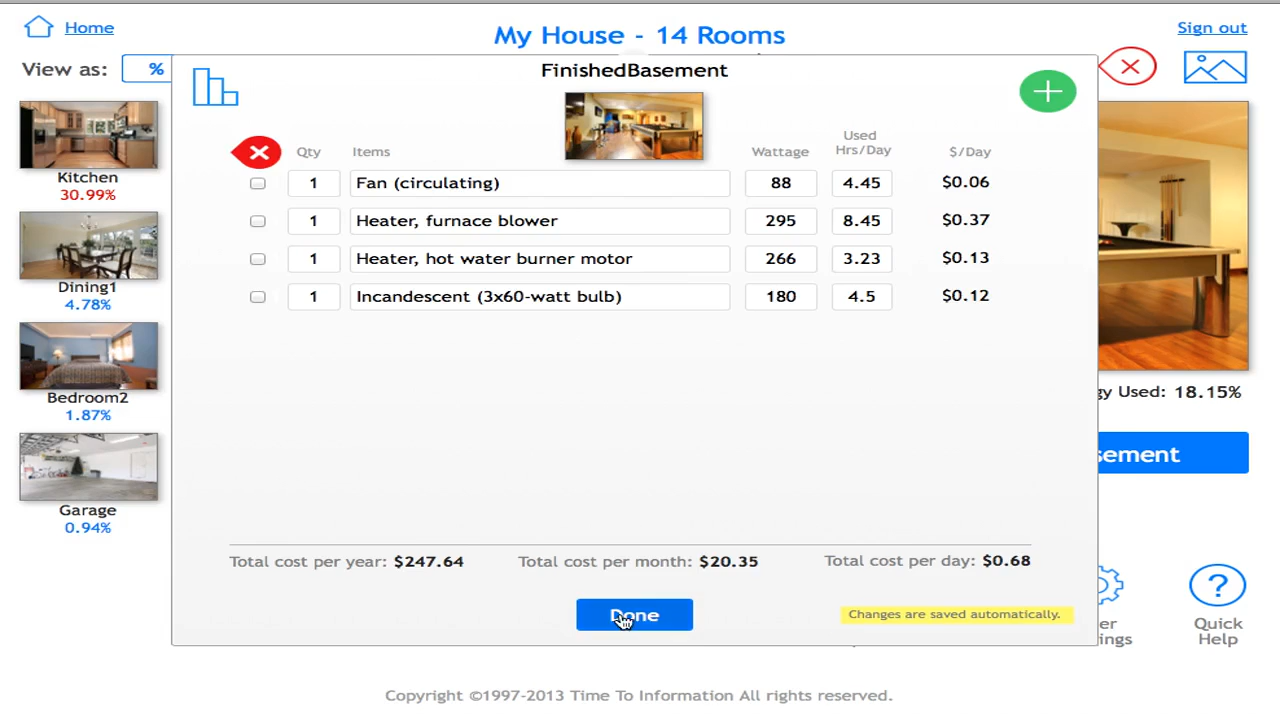 Home
My House - 14 Rooms
Sign out
View as: %
FinishedBasement
Qty Items Wattage Used Hrs/Day $/Day
1 Fan (circulating) 88 4.45 $0.06
1 Heater, furnace blower 295 8.45 $0.37
1 Heater, hot water burner motor 266 3.23 $0.13
1 Incandescent (3x60-watt bulb) 180 4.5 $0.12
Kitchen
30.99%
Dining1
4.78%
Bedroom2
1.87%
Garage
0.94%
gy Used: 18.15%
sement
Total cost per year: $247.64 Total cost per month: $20.35 Total cost per day: $0.68
Done
Changes are saved automatically.
er
ings
?
Quick
Help
Copyright ©1997-2013 Time To Information All rights reserved.